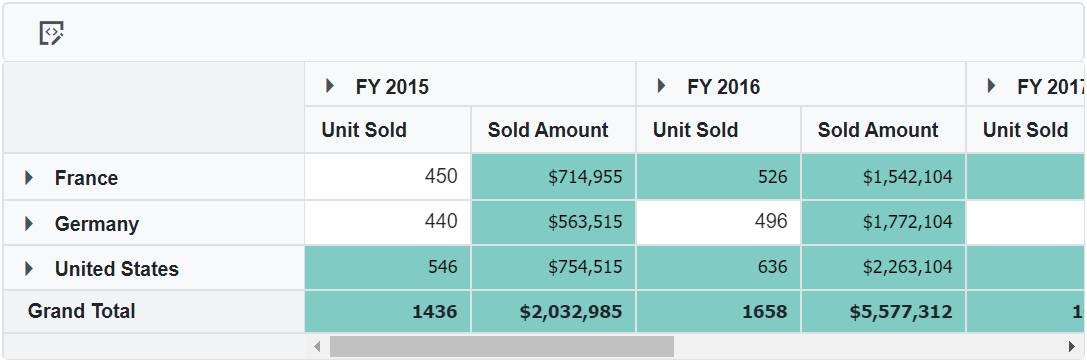 FY 2015 FY 2016 FY 2017
Unit Sold Sold Amount Unit Sold Sold Amount Unit Sold
France 450 $714,955 526 $1,542,104
Germany 440 $563,515 496 $1,772,104
United States 546 $754,515 636 $2,263,104
Grand Total 1436 $2,032,985 1658 $5,577,312